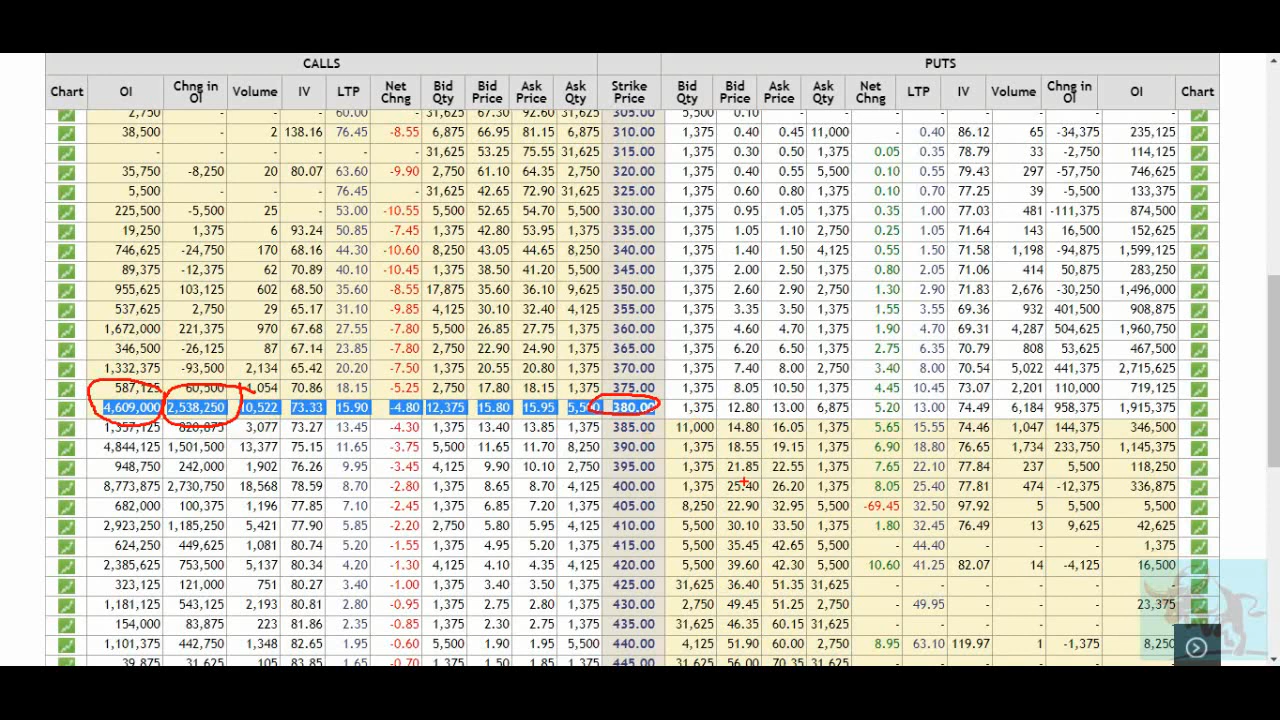 CALLS PUTS
Chart OI Chng in OI Volume IV LTP Net Chng Bid Qty Bid Price Ask Price Ask Qty Strike Price Bid Qty Bid Price Ask Price Ask Qty Net Chng LTP IV Volume Chng in OI OI Chart
2,750 - - - 60.00 - 31,625 67.30 92.60 31,625 305.00 5,500 0.10 - - - - - - - -
38,500 - 2 138.16 76.45 -8.55 6,875 66.95 81.15 6,875 310.00 1,375 0.40 0.45 11,000 - 0.40 86.12 65 -34,375 235,125
- - - - - - 31,625 53.25 75.55 31,625 315.00 1,375 0.30 0.50 1,375 0.05 0.35 78.79 33 -2,750 114,125
35,750 -8,250 20 80.07 63.60 -9.90 2,750 61.10 64.35 2,750 320.00 1,375 0.40 0.55 5,500 0.10 0.55 79.43 297 -57,750 746,625
5,500 - - - 76.45 - 31,625 42.65 72.90 31,625 325.00 1,375 0.60 0.80 1,375 0.10 0.70 77.25 39 -5,500 133,375
225,500 -5,500 25 - 53.00 -10.55 5,500 52.65 54.70 5,500 330.00 1,375 0.95 1.05 1,375 0.35 1.00 77.03 481 -111,375 874,500
19,250 1,375 6 93.24 50.85 -7.45 1,375 42.80 53.95 1,375 335.00 1,375 1.05 1.10 2,750 0.25 1.05 71.64 143 16,500 152,625
746,625 -24,750 170 68.16 44.30 -10.60 8,250 43.05 44.65 8,250 340.00 1,375 1.40 1.50 4,125 0.55 1.50 71.58 1,198 -94,875 1,599,125
89,375 -12,375 62 70.89 40.10 -10.45 1,375 38.50 41.20 5,500 345.00 1,375 2.00 2.50 1,375 0.80 2.05 71.06 414 50,875 283,250
955,625 103,125 602 68.50 35.60 -8.55 17,875 35.60 36.10 9,625 350.00 1,375 2.60 2.90 2,750 1.30 2.90 71.83 2,676 -30,250 1,496,000
537,625 2,750 29 65.17 31.10 -9.85 4,125 30.10 32.40 4,125 355.00 1,375 3.35 3.50 1,375 1.55 3.55 69.36 932 401,500 908,875
1,672,000 221,375 970 67.68 27.55 -7.80 5,500 26.85 27.75 1,375 360.00 1,375 4.60 4.70 1,375 1.90 4.70 69.31 4,287 504,625 1,960,750
346,500 -26,125 87 67.14 23.85 -7.80 2,750 22.90 24.90 1,375 365.00 1,375 6.20 6.50 1,375 2.75 6.35 70.79 808 53,625 467,500
1,332,375 -93,500 2,134 65.42 20.20 -7.50 1,375 20.55 20.80 1,375 370.00 1,375 7.40 8.00 2,750 3.40 8.00 70.54 5,022 441,375 2,715,625
587,125 60,500 1,054 70.86 18.15 -5.25 2,750 17.80 18.15 1,375 375.00 1,375 8.05 10.50 1,375 4.45 10.45 73.07 2,201 110,000 719,125
4,609,000 2,538,250 10,522 73.33 15.90 -4.80 12,375 15.80 15.95 5,500 380.00 1,375 12.80 13.00 6,875 5.20 13.00 74.49 6,184 958,375 1,915,375
1,357,125 820,875 3,077 73.27 13.45 -4.30 1,375 13.40 13.85 1,375 385.00 11,000 14.80 16.05 1,375 5.65 15.55 74.46 1,047 144,375 346,500
4,844,125 1,501,500 13,377 75.15 11.65 -3.75 5,500 11.65 11.70 8,250 390.00 1,375 18.55 19.15 1,375 6.90 18.80 76.65 1,734 233,750 1,145,375
948,750 242,000 1,902 76.26 9.95 -3.45 4,125 9.90 10.10 2,750 395.00 1,375 21.85 22.55 1,375 7.65 22.10 77.84 237 5,500 118,250
8,773,875 2,730,750 18,568 78.59 8.70 -2.80 1,375 8.65 8.70 4,125 400.00 1,375 25.40 26.20 1,375 8.05 25.40 77.81 474 -12,375 336,875
682,000 100,375 1,196 77.85 7.10 -2.45 1,375 6.85 7.20 1,375 405.00 8,250 22.90 32.95 5,500 -69.45 32.50 97.92 5 5,500 5,500
2,923,250 1,185,250 5,421 77.90 5.85 -2.20 2,750 5.80 5.95 4,125 410.00 5,500 30.10 33.50 1,375 1.80 32.45 76.49 13 9,625 42,625
624,250 449,625 1,081 80.74 5.20 -1.55 1,375 4.95 5.20 1,375 415.00 5,500 35.45 42.65 5,500 - 44.40 - - - 1,375
2,385,625 753,500 5,137 80.34 4.20 -1.30 4,125 4.10 4.35 4,125 420.00 5,500 39.60 42.30 5,500 10.60 41.25 82.07 14 -4,125 16,500
323,125 121,000 751 80.27 3.40 -1.00 1,375 3.40 3.50 1,375 425.00 31,625 36.40 51.35 31,625 - - - - - -
1,181,125 543,125 2,193 80.81 2.80 -0.95 1,375 2.75 2.80 1,375 430.00 2,750 49.45 51.25 2,750 - 49.95 - - - 23,375
154,000 83,875 223 81.86 2.35 -0.85 1,375 2.30 2.75 1,375 435.00 31,625 46.35 60.15 31,625 - - - - - -
1,101,375 442,750 1,348 82.65 1.95 -0.60 5,500 1.90 1.95 5,500 440.00 4,125 51.90 60.00 2,750 8.95 63.10 119.97 1 -1,375 8,250
39,875 31,625 105 83.85 1.65 -0.70 1,375 1.50 1.85 1,375 445.00 31,625 56.00 70.35 31,625 - - - - - -